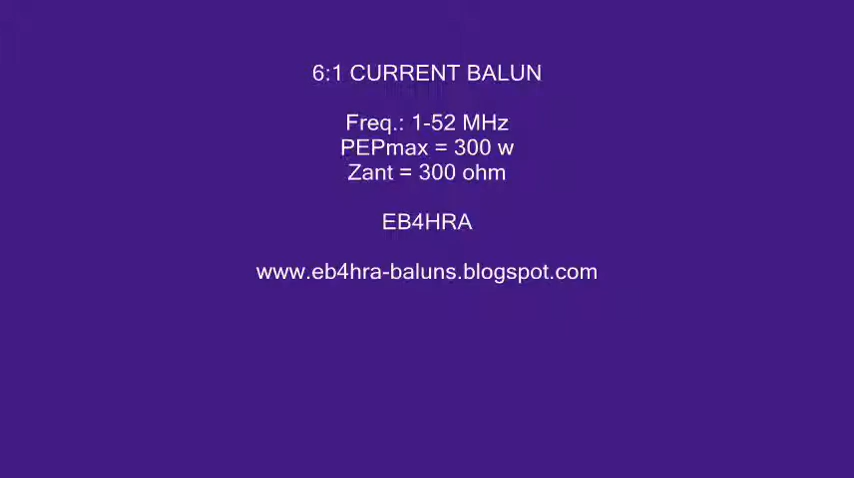 6:1 CURRENT BALUN
Freq.: 1-52 MHz
PEPmax = 300 w
Zant = 300 ohm
EB4HRA
www.eb4hra-baluns.blogspot.com